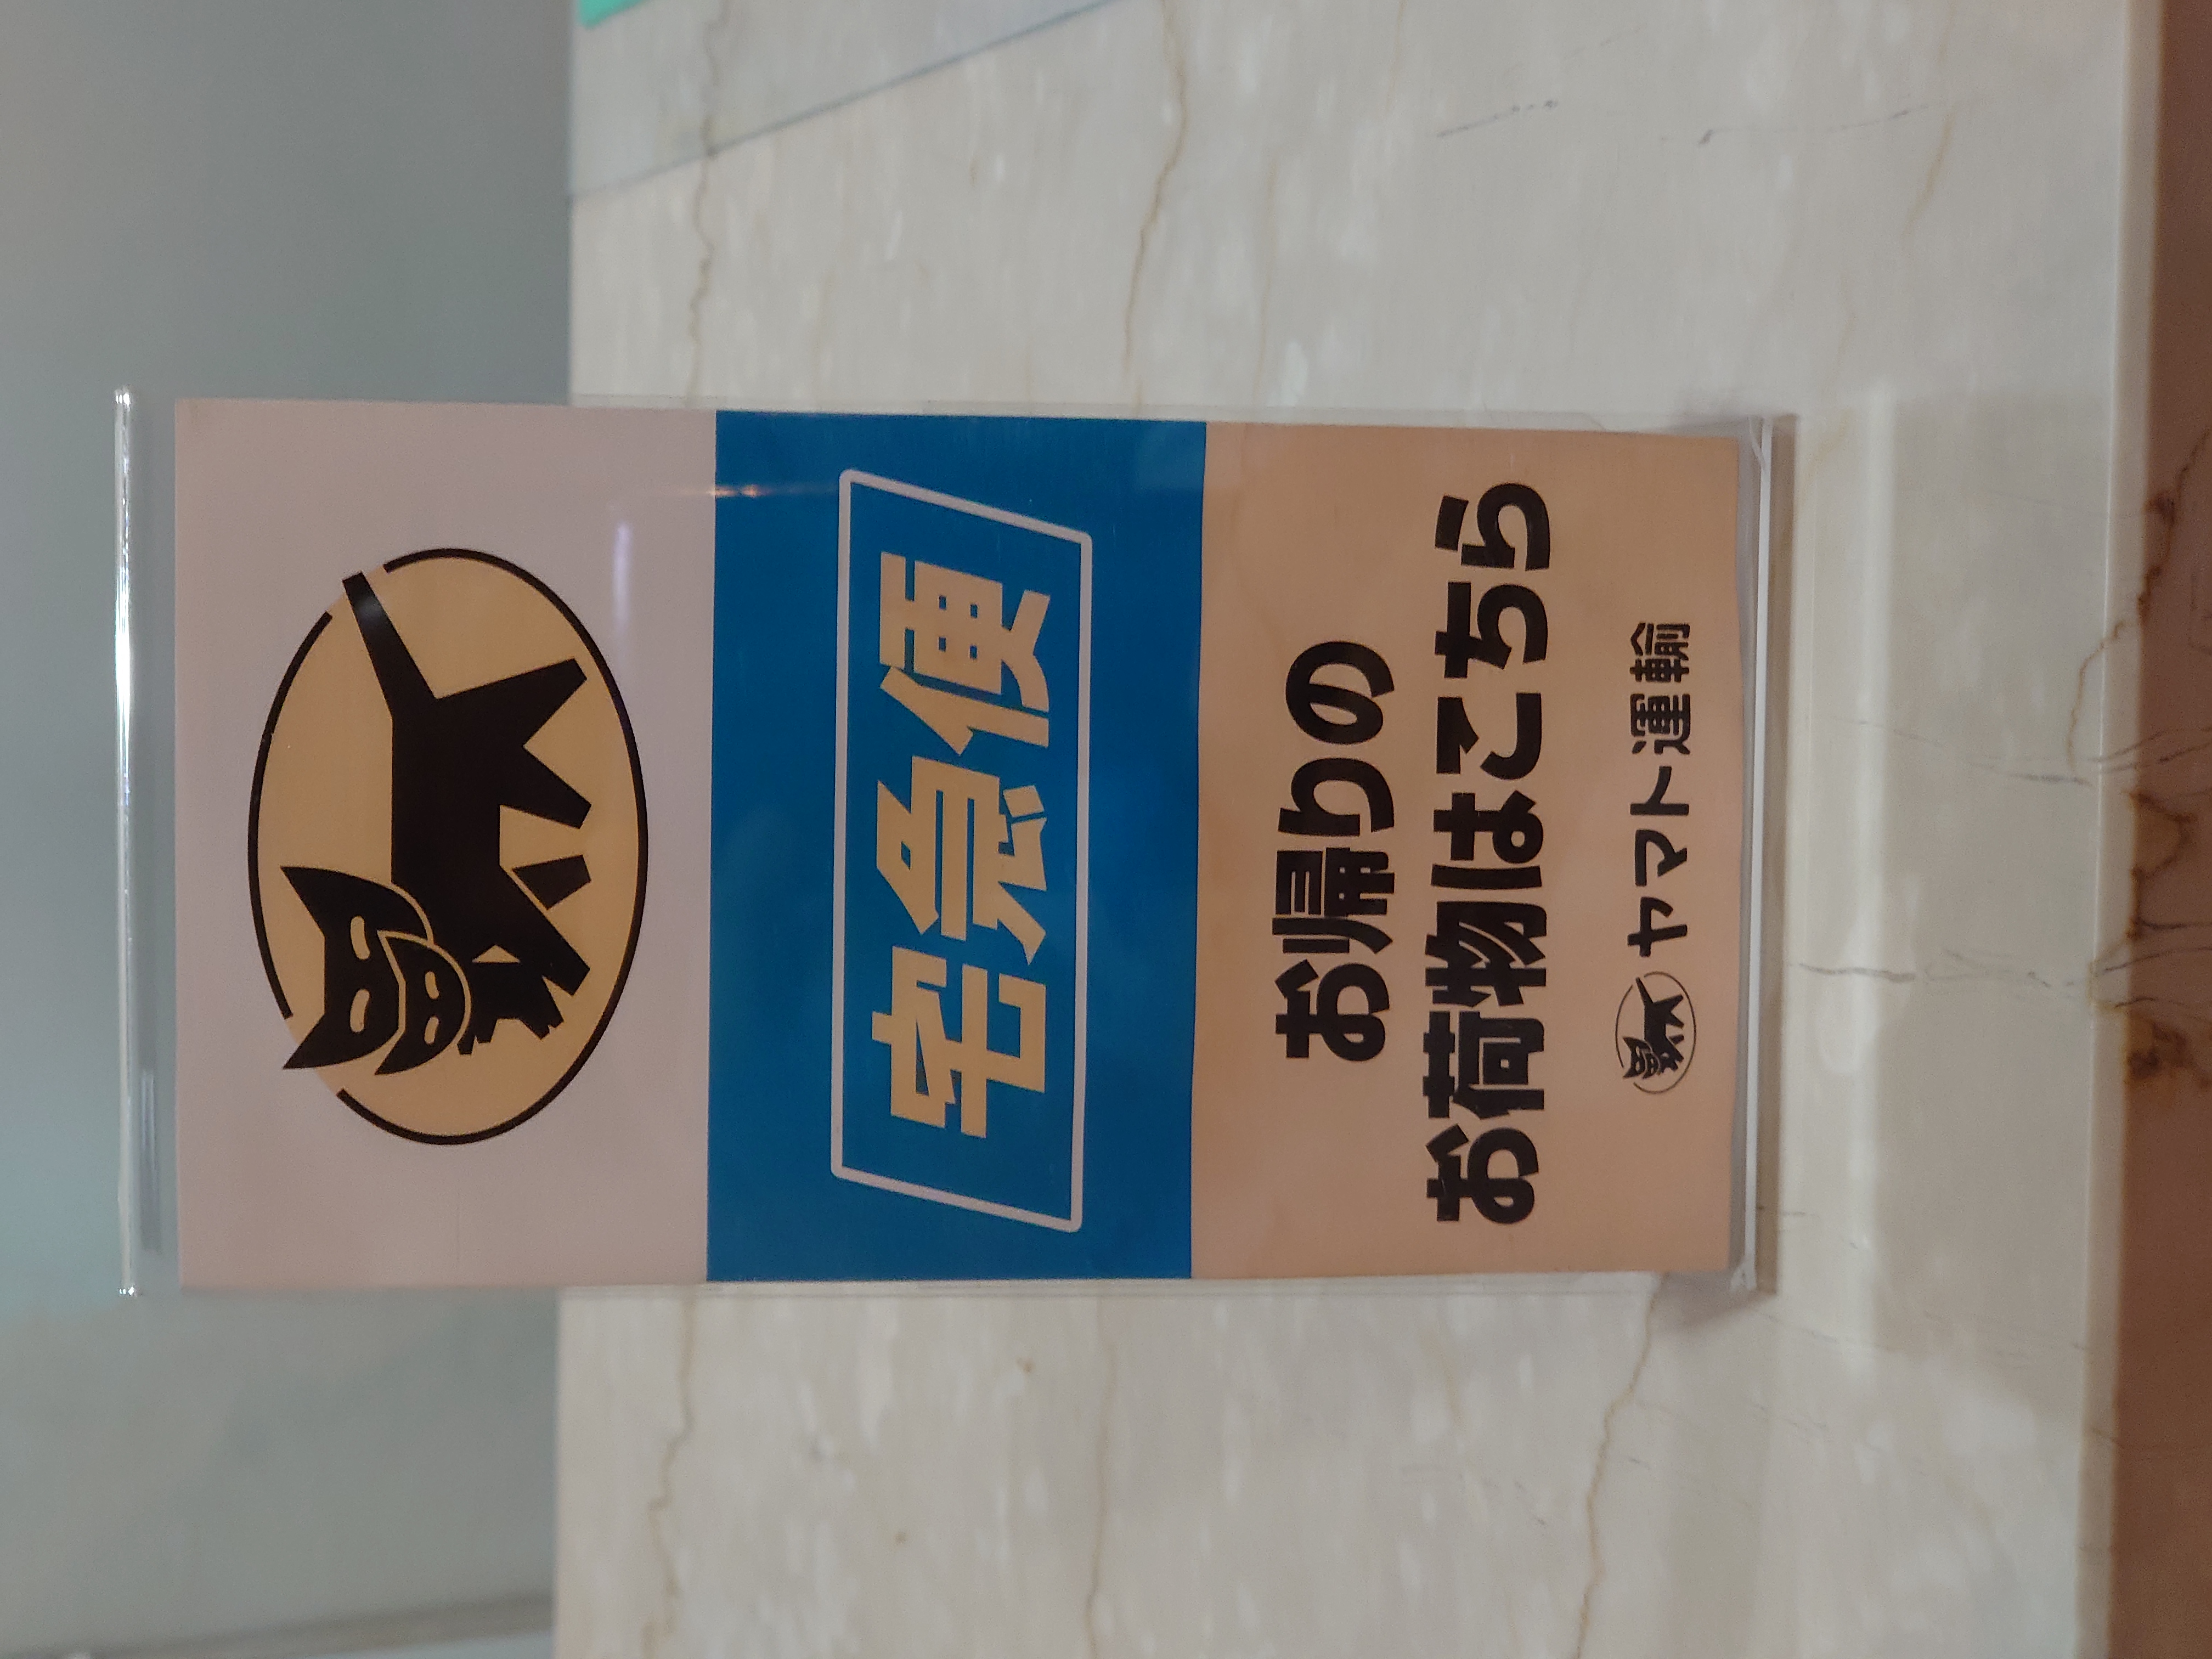 宅急便
お帰りの
お荷物はこちら
ヤマト運輸